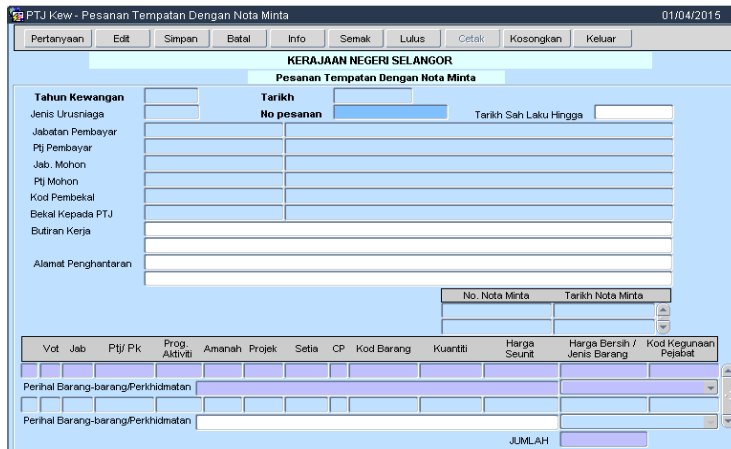 PTJ Kew - Pesanan Tempatan Dengan Nota Minta 01/04/2015
Pertanyaan Edit Simpan Batal Info Semak Lulus Cetak Kosongkan Keluar
KERAJAAN NEGERI SELANGOR
Pesanan Tempatan Dengan Nota Minta
Tahun Kewangan Tarikh
Jenis Urusniaga No pesanan Tarikh Sah Laku Hingga
Jabatan Pembayar
Ptj Pembayar
Jab. Mohon
Ptj Mohon
Kod Pembekal
Bekal Kepada PTJ
Butiran Kerja
Alamat Penghantaran
No. Nota Minta Tarikh Nota Minta
Vot Jab Ptj/ Pk Prog. Aktiviti Amanah Projek Setia CP Kod Barang Kuantiti Harga Seunit Harga Bersih / Jenis Barang Kod Kegunaan Pejabat
Perihal Barang-barang/Perkhidmatan
Perihal Barang-barang/Perkhidmatan
JUMLAH